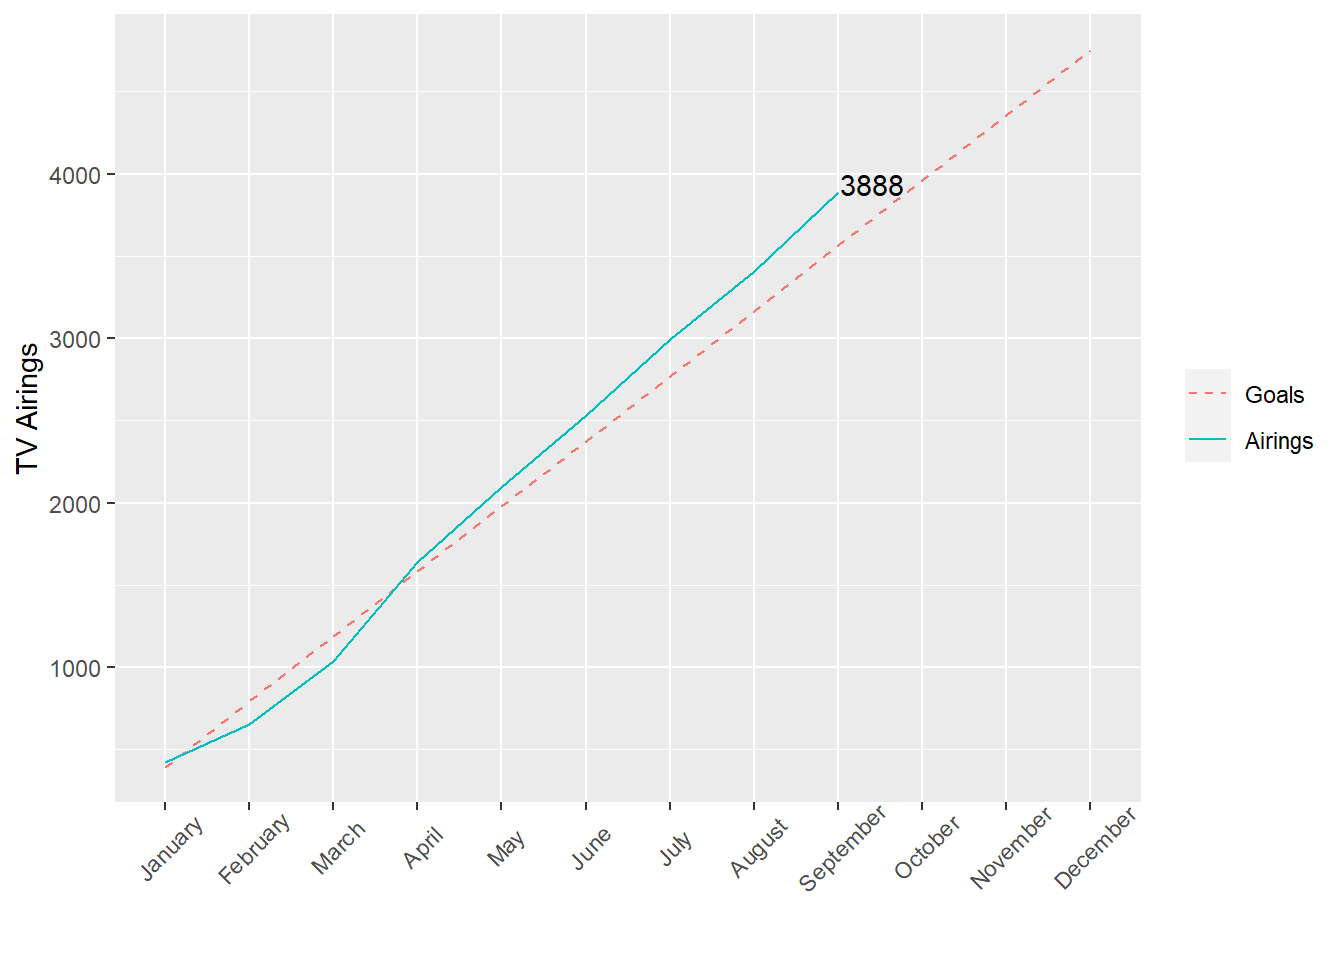 TV Airings
4000
3000
2000
1000
3888
January
February
March
April
May
June
July
August
September
October
November
December
Goals
Airings